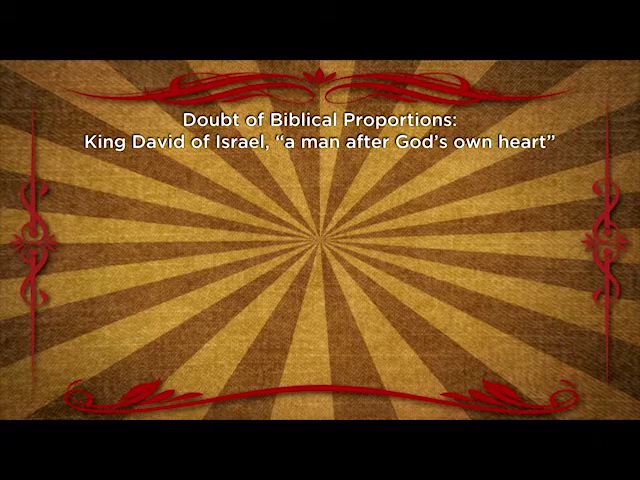 Doubt of Biblical Proportions:
King David of Israel, “a man after God’s own heart”